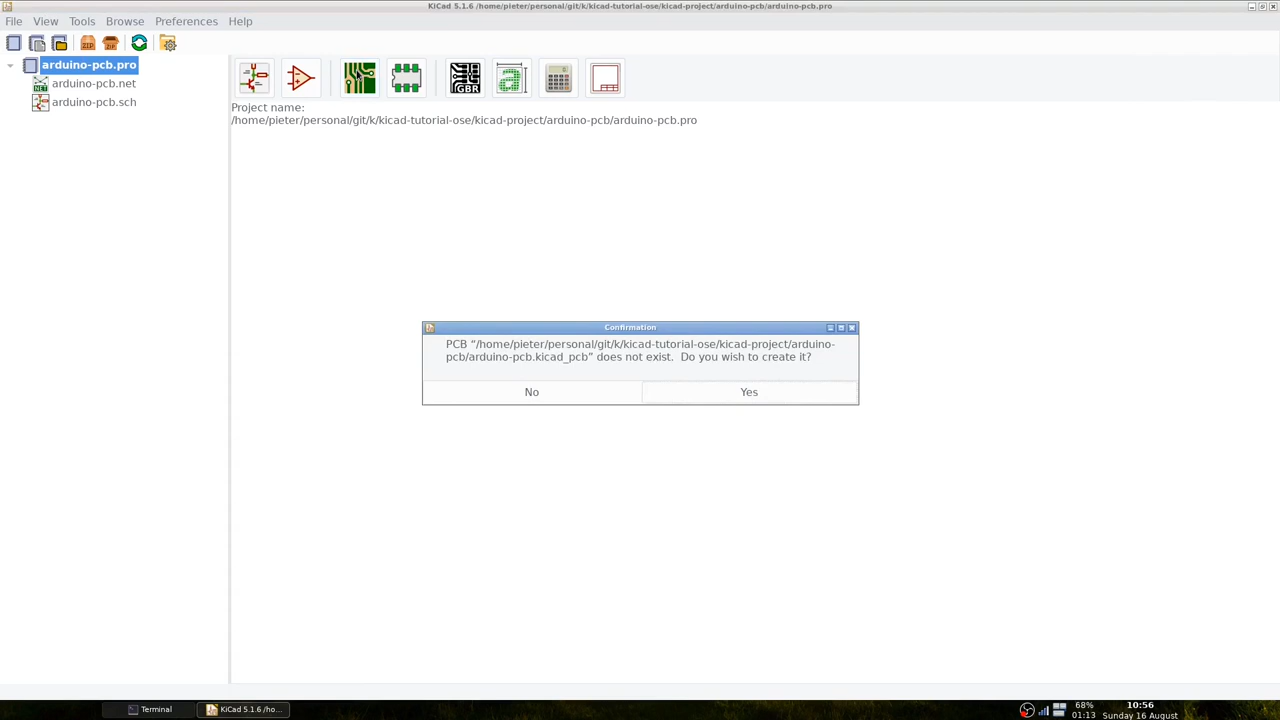 KiCad 5.1.6 /home/pieter/personal/git/k/kicad-tutorial-ose/kicad-project/arduino-pcb/arduino-pcb.pro
File View Tools Browse Preferences Help
ZIP ZIP
arduino-pcb.pro
NET arduino-pcb.net
arduino-pcb.sch
GBR a
Project name:
/home/pieter/personal/git/k/kicad-tutorial-ose/kicad-project/arduino-pcb/arduino-pcb.pro
Confirmation
PCB “/home/pieter/personal/git/k/kicad-tutorial-ose/kicad-project/arduino-
pcb/arduino-pcb.kicad_pcb” does not exist.  Do you wish to create it?
No Yes
Terminal KiCad 5.1.6 /ho... 68% 10:56
01:13 Sunday 16 August